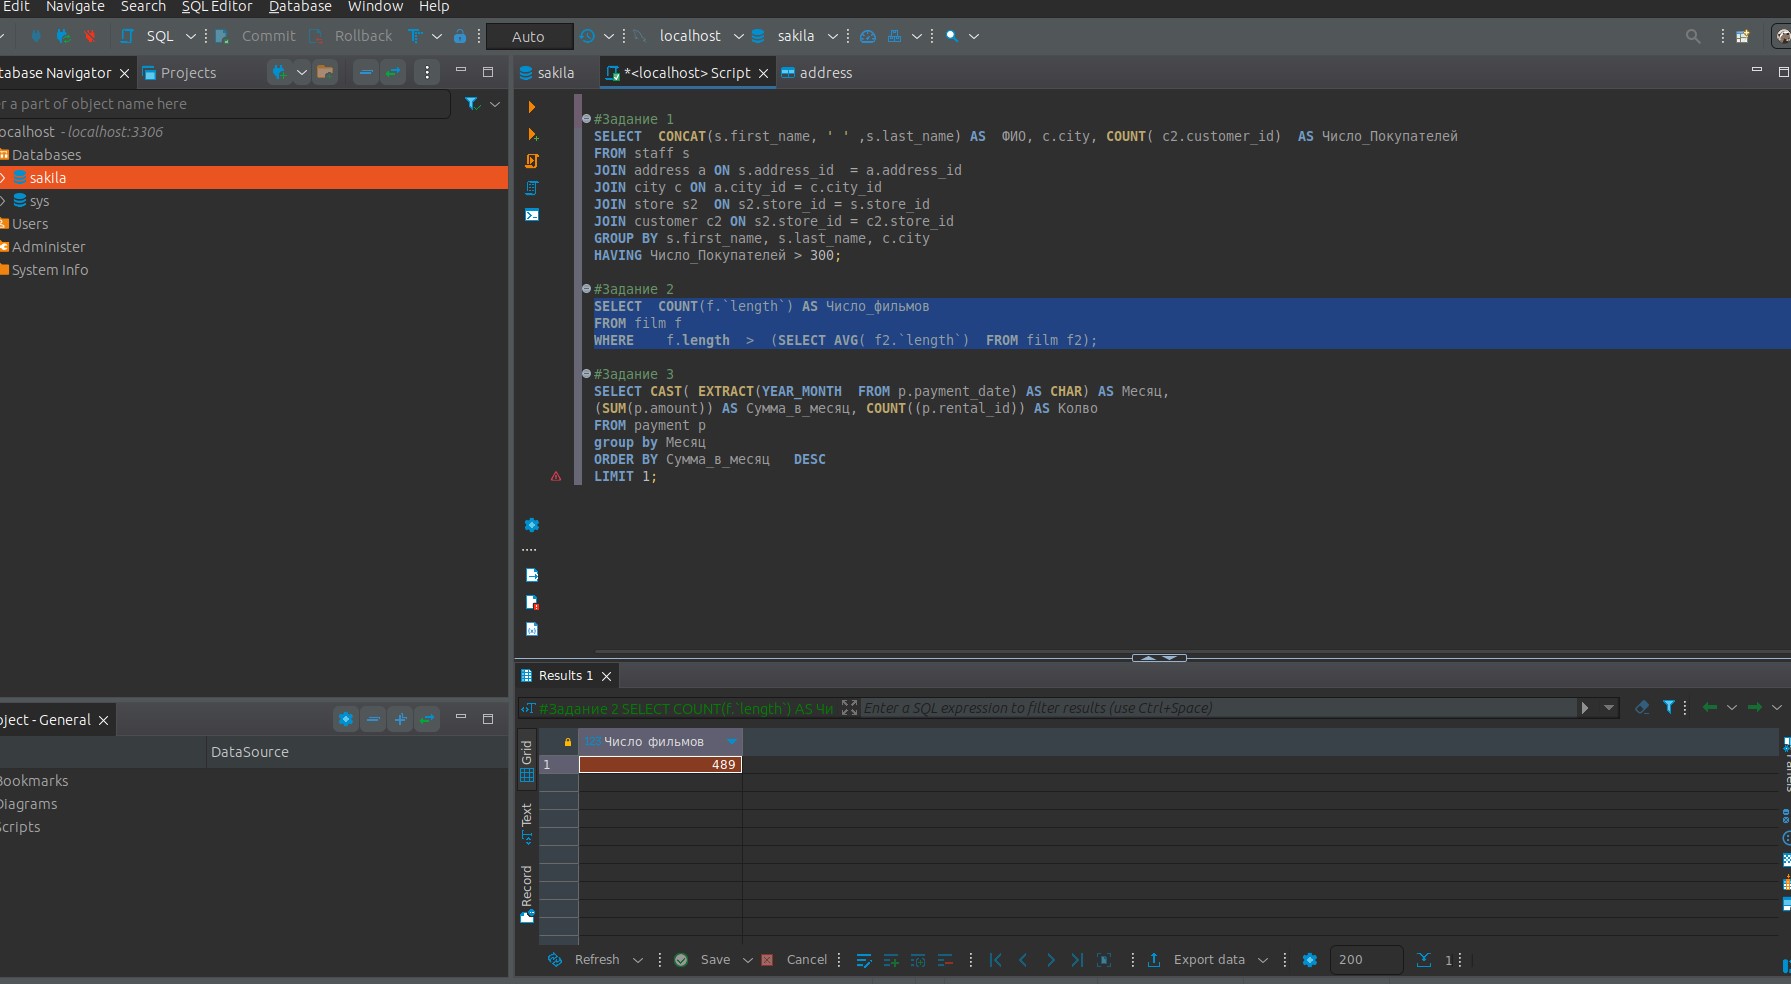 Edit Navigate Search SQL Editor Database Window Help
SQL Commit Rollback Auto localhost sakila
tabase Navigator Projects
r a part of object name here
ocalhost - localhost:3306
Databases
sakila
sys
Users
Administer
System Info
sakila *<localhost> Script address
#Задание 1
SELECT  CONCAT(s.first_name, ' ' ,s.last_name) AS  ФИО, c.city, COUNT( c2.customer_id)  AS Число_Покупателей
FROM staff s
JOIN address a ON s.address_id  = a.address_id
JOIN city c ON a.city_id = c.city_id
JOIN store s2  ON s2.store_id = s.store_id
JOIN customer c2 ON s2.store_id = c2.store_id
GROUP BY s.first_name, s.last_name, c.city
HAVING Число_Покупателей > 300;
#Задание 2
SELECT  COUNT(f.`length`) AS Число_фильмов
FROM film f
WHERE    f.length  >  (SELECT AVG( f2.`length`)  FROM film f2);
#Задание 3
SELECT CAST( EXTRACT(YEAR_MONTH  FROM p.payment_date) AS CHAR) AS Месяц,
(SUM(p.amount)) AS Сумма_в_месяц, COUNT((p.rental_id)) AS Колво
FROM payment p
group by Месяц
ORDER BY Сумма_в_месяц   DESC
LIMIT 1;
oject - General
DataSource
Bookmarks
Diagrams
Scripts
Results 1
#Задание 2 SELECT COUNT(f.`length`) AS Чи
Enter a SQL expression to filter results (use Ctrl+Space)
Grid
Text
Record
123 Число_фильмов
1 489
Refresh Save Cancel Export data 200 1